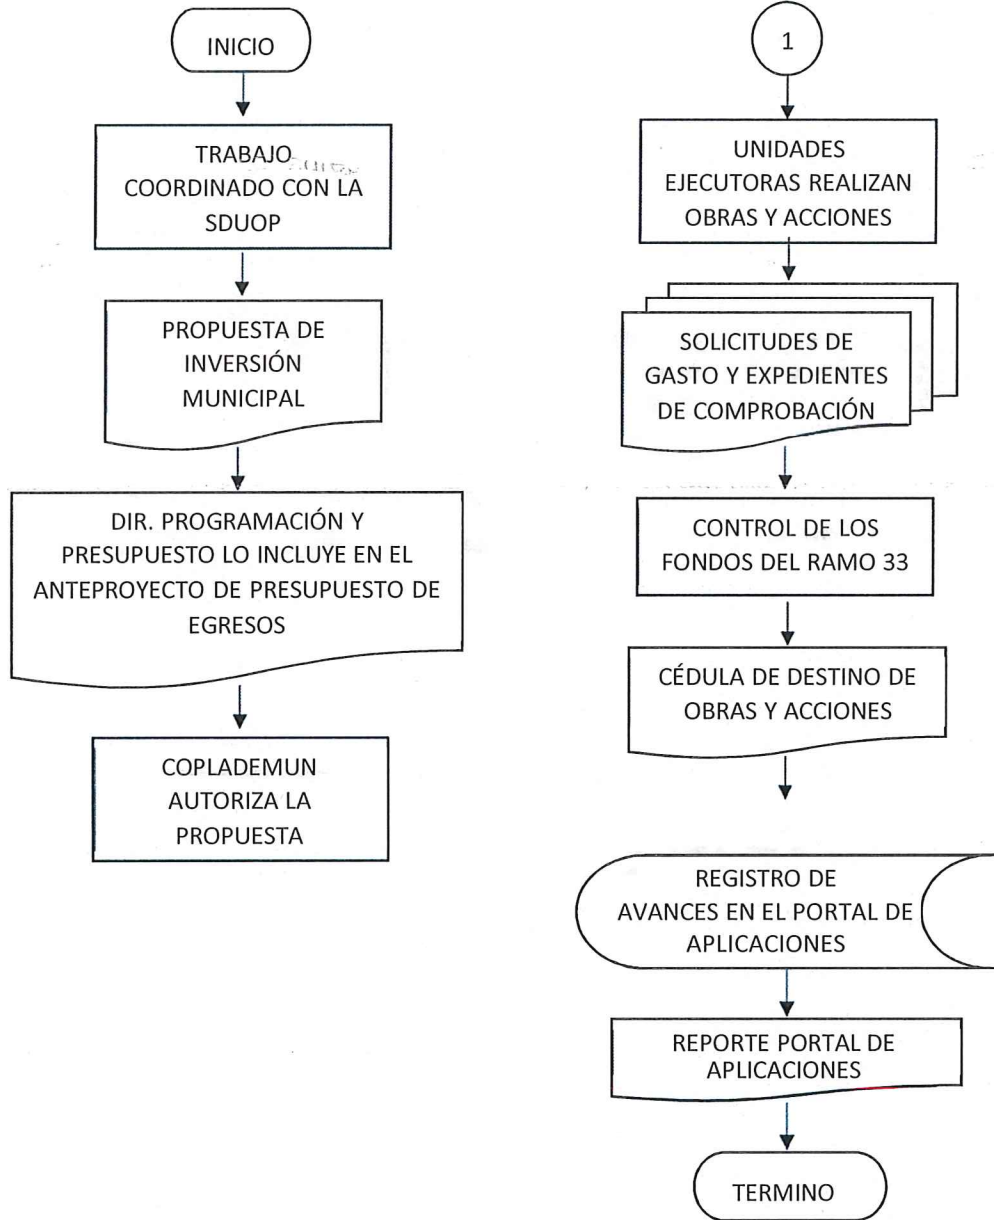 INICIO
TRABAJO
COORDINADO CON LA
SDUOP
PROPUESTA DE
INVERSIÓN
MUNICIPAL
DIR. PROGRAMACIÓN Y
PRESUPUESTO LO INCLUYE EN EL
ANTEPROYECTO DE PRESUPUESTO DE
EGRESOS
COPLADEMUN
AUTORIZA LA
PROPUESTA
1
UNIDADES
EJECUTORAS REALIZAN
OBRAS Y ACCIONES
SOLICITUDES DE
GASTO Y EXPEDIENTES
DE COMPROBACIÓN
CONTROL DE LOS
FONDOS DEL RAMO 33
CÉDULA DE DESTINO DE
OBRAS Y ACCIONES
REGISTRO DE
AVANCES EN EL PORTAL DE
APLICACIONES
REPORTE PORTAL DE
APLICACIONES
TERMINO